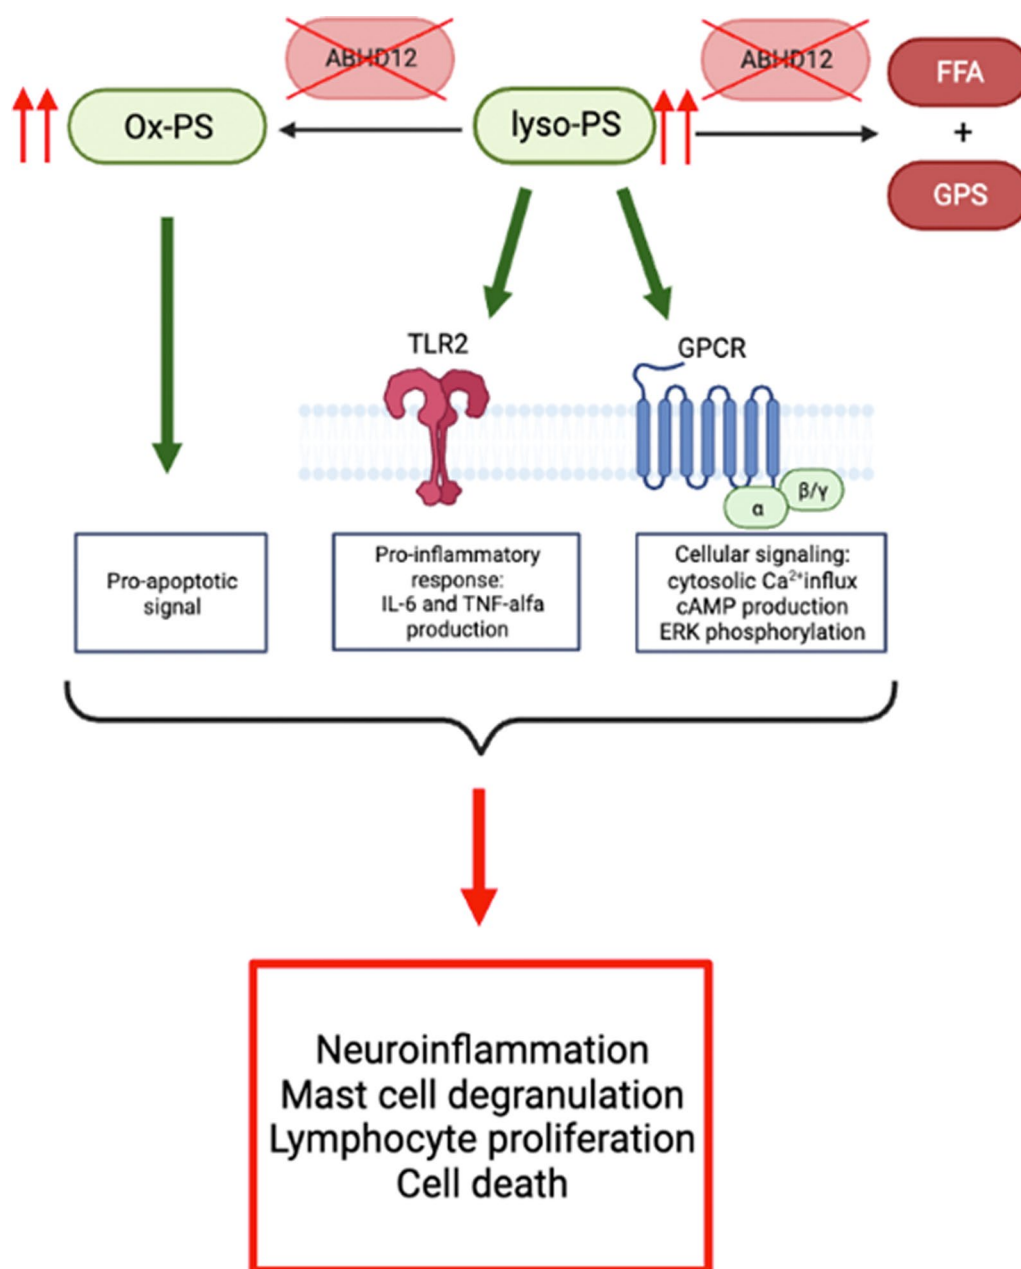 ABHD12
ABHD12
FFA
Ox-PS
lyso-PS
+
GPS
TLR2
GPCR
α
β/γ
Pro-apoptotic
signal
Pro-inflammatory
response:
IL-6 and TNF-alfa
production
Cellular signaling:
cytosolic Ca²⁺influx
cAMP production
ERK phosphorylation
Neuroinflammation
Mast cell degranulation
Lymphocyte proliferation
Cell death